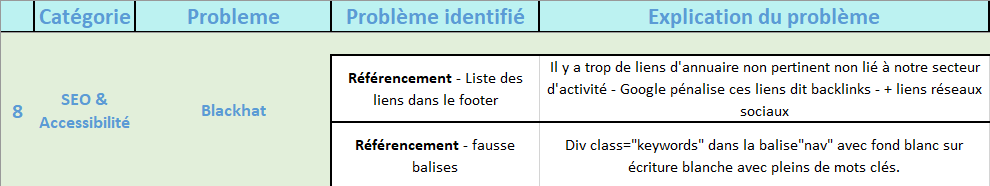 Catégorie Probleme Problème identifié Explication du problème
8
SEO &
Accessibilité
Blackhat
Référencement - Liste des
liens dans le footer
Il y a trop de liens d'annuaire non pertinent non lié à notre secteur
d'activité - Google pénalise ces liens dit backlinks - + liens réseaux
sociaux
Référencement - fausse
balises
Div class="keywords" dans la balise"nav" avec fond blanc sur
écriture blanche avec pleins de mots clés.